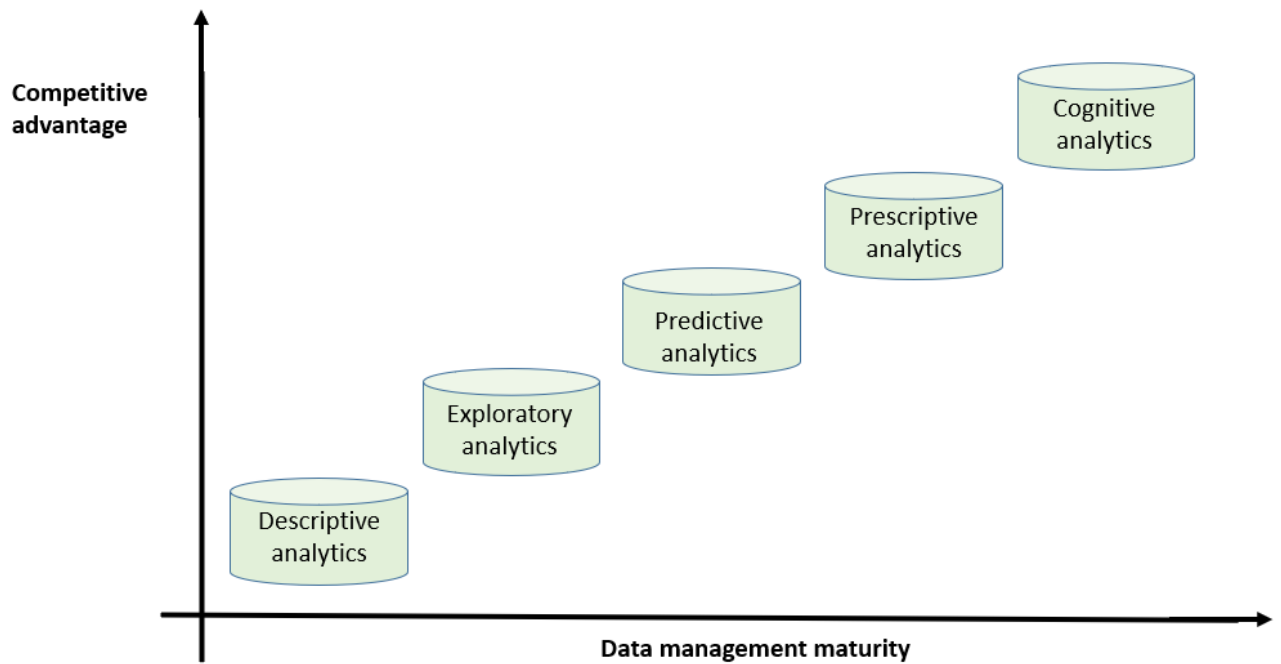 Competitive
advantage
Cognitive
analytics
Prescriptive
analytics
Predictive
analytics
Exploratory
analytics
Descriptive
analytics
Data management maturity